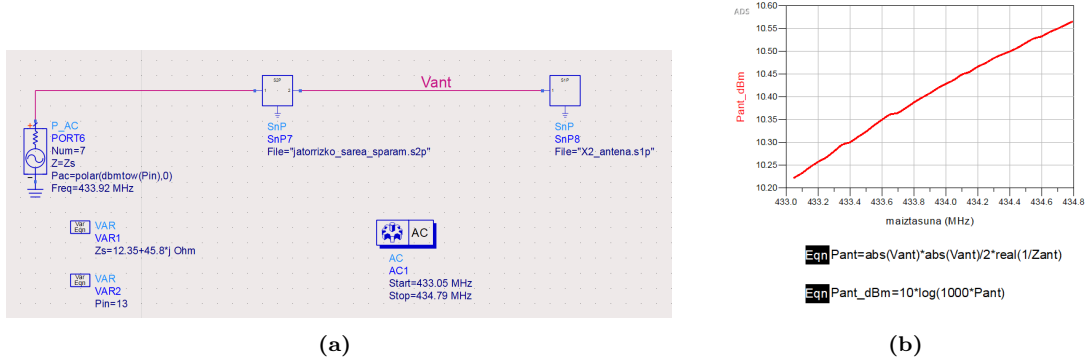 P_AC
PORT6
Num=7
Z=Zs
Pac=polar(dbmtow(Pin),0)
Freq=433.92 MHz
S2P
1
2
SnP
SnP7
File="jatorrizko_sarea_sparam.s2p"
Vant
S1P
1
SnP
SnP8
File="X2_antena.s1p"
Var
Eqn
VAR
VAR1
Zs=12.35+45.8*j Ohm
Var
Eqn
VAR
VAR2
Pin=13
AC
AC
AC1
Start=433.05 MHz
Stop=434.79 MHz
(a)
ADS
Pant_dBm
10.60
10.55
10.50
10.45
10.40
10.35
10.30
10.25
10.20
433.0 433.2 433.4 433.6 433.8 434.0 434.2 434.4 434.6 434.8
maiztasuna (MHz)
Eqn Pant=abs(Vant)*abs(Vant)/2*real(1/Zant)
Eqn Pant_dBm=10*log(1000*Pant)
(b)